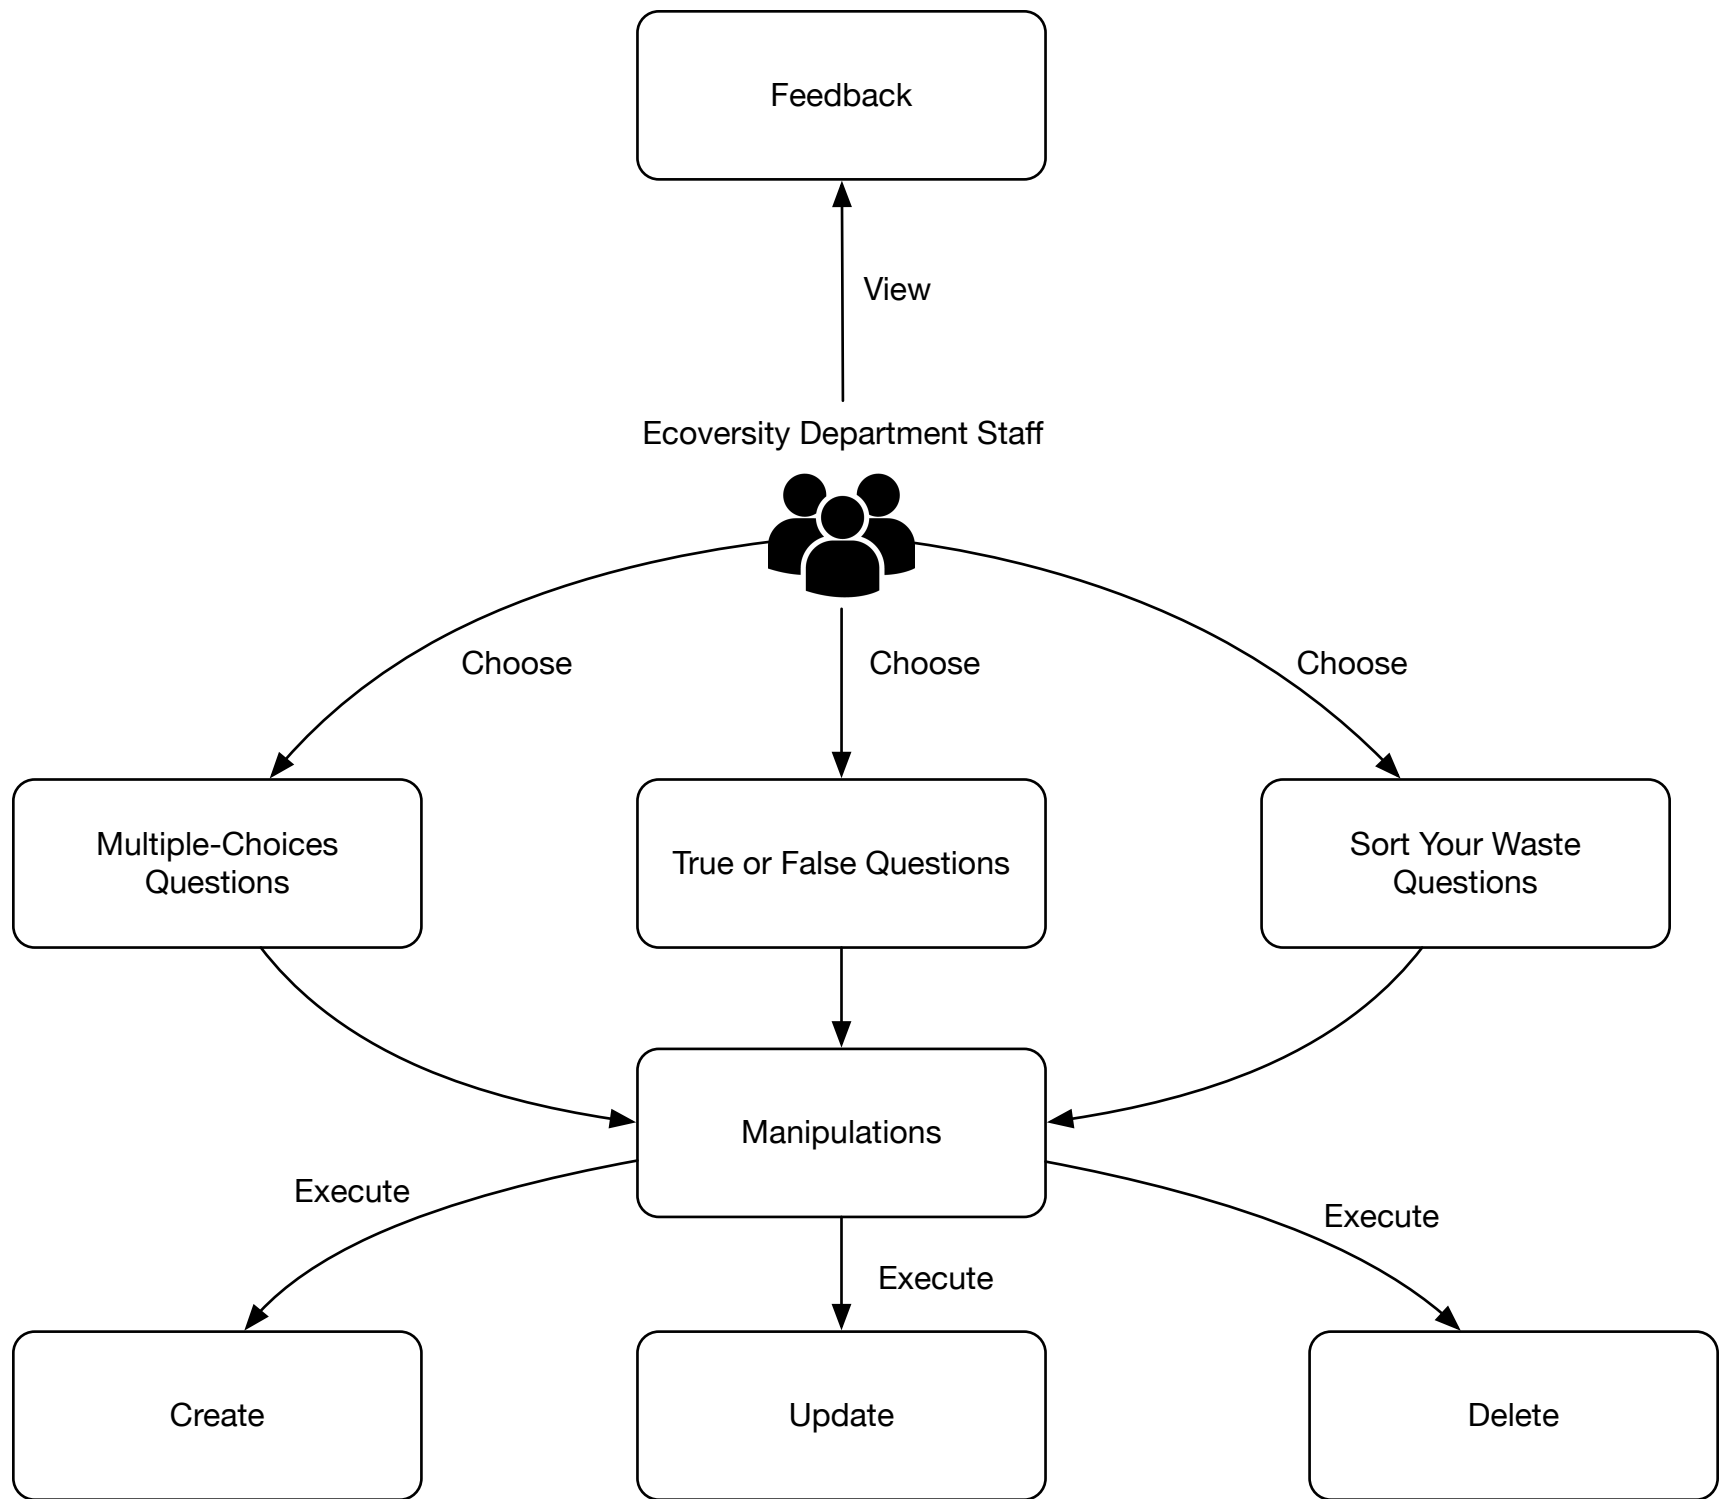 Feedback
View
Ecoversity Department Staff
Choose
Choose
Choose
Multiple-Choices
Questions
True or False Questions
Sort Your Waste
Questions
Manipulations
Execute
Execute
Execute
Create
Update
Delete